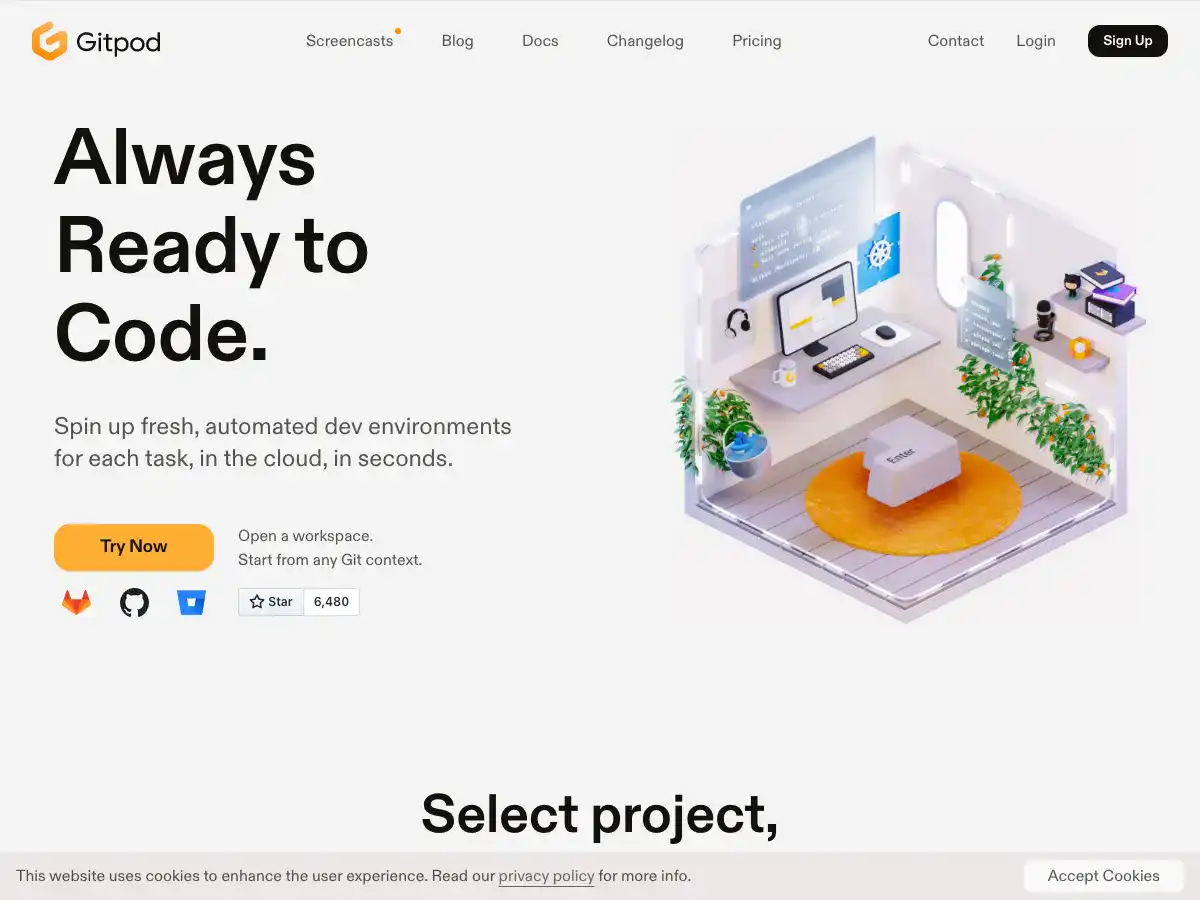 Gitpod
Screencasts
Blog
Docs
Changelog
Pricing
Contact
Login
Sign Up
Always
Ready to
Code.
Spin up fresh, automated dev environments
for each task, in the cloud, in seconds.
Try Now
Open a workspace.
Start from any Git context.
Star
6,480
Enter
Select project,
This website uses cookies to enhance the user experience. Read our privacy policy for more info.
Accept Cookies